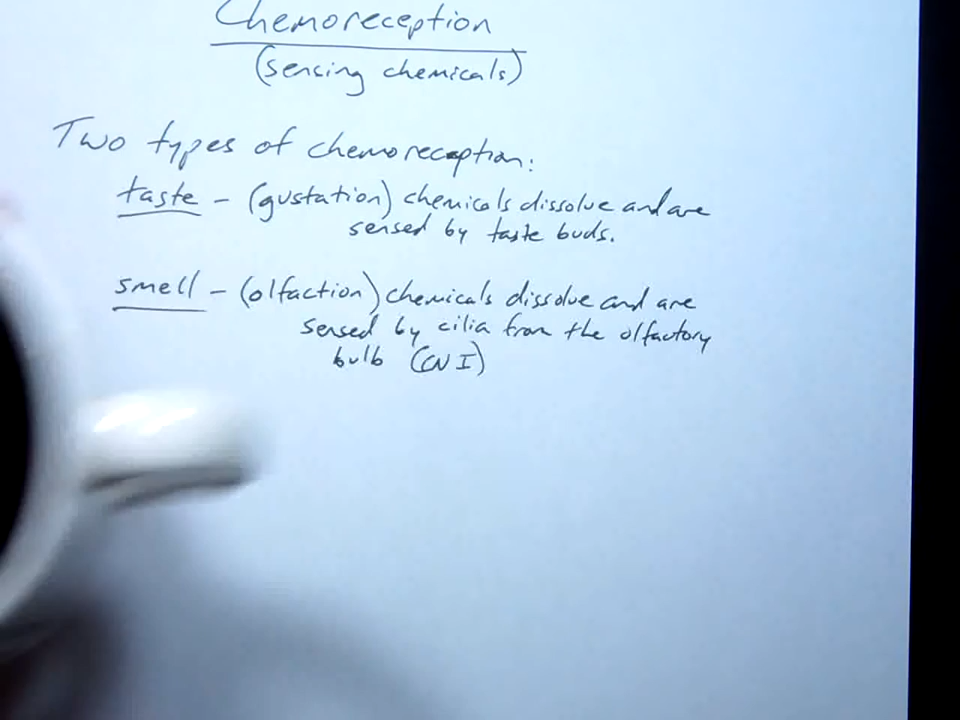 Chemoreception
(sensing chemicals)
Two types of chemoreception:
taste - (gustation) chemicals dissolve and are
sensed by taste buds.
smell - (olfaction) chemicals dissolve and are
sensed by cilia from the olfactory
bulb (CN I)